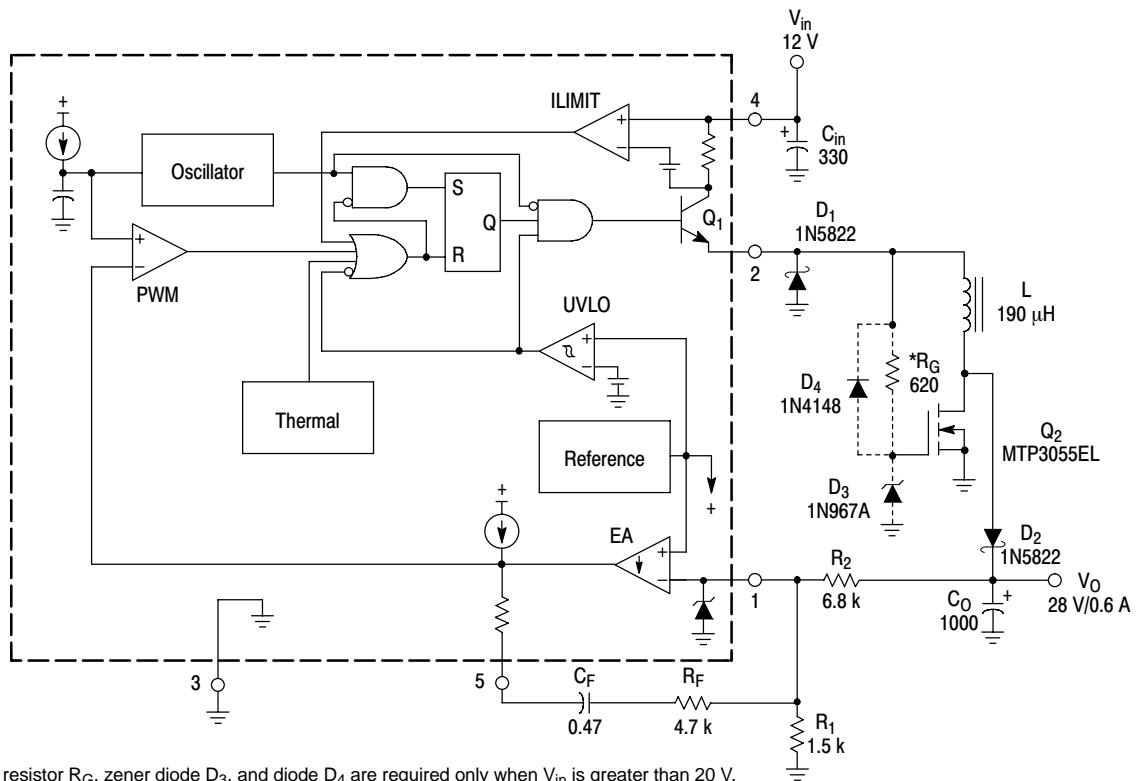 Vin
12 V
ILIMIT
4
+
−
+
Cin
330
+
Oscillator
S
Q
R
Q1
D1
1N5822
2
+
−
PWM
L
190 μH
UVLO
+
−
*RG
620
D4
1N4148
Thermal
Reference
+
Q2
MTP3055EL
D3
1N967A
+
EA
+
−
D2
1N5822
1
R2
6.8 k
VO
28 V/0.6 A
CO
1000
+
3
5
CF
0.47
RF
4.7 k
R1
1.5 k
resistor RG, zener diode D3, and diode D4 are required only when Vin is greater than 20 V.